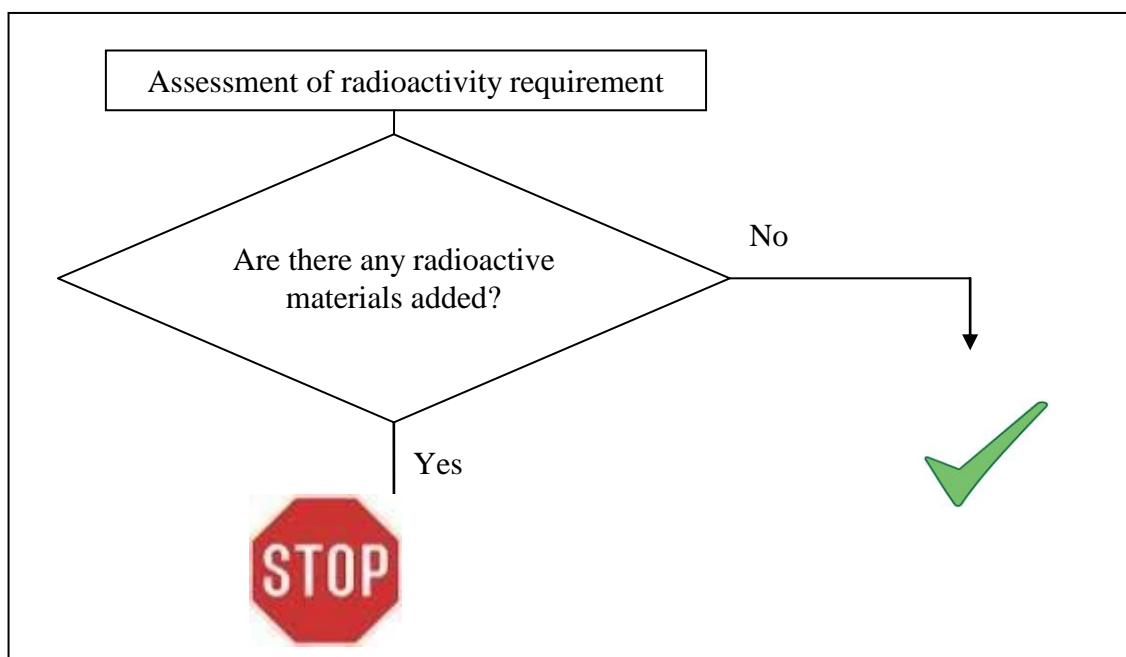 Assessment of radioactivity requirement
No
Are there any radioactive
materials added?
Yes
STOP